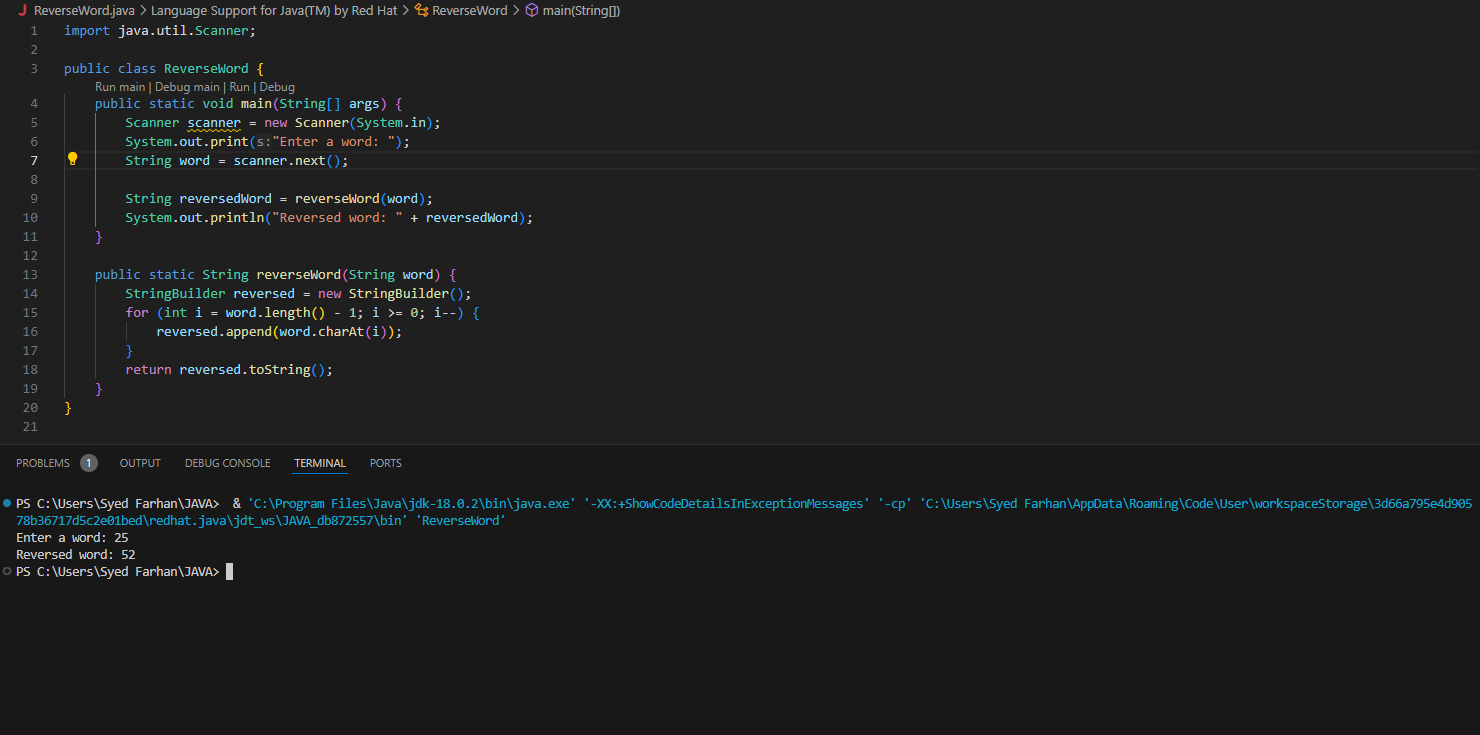 ReverseWord.java > Language Support for Java(TM) by Red Hat > ReverseWord > main(String[])
1 import java.util.Scanner;
2
3 public class ReverseWord {
Run main | Debug main | Run | Debug
4 public static void main(String[] args) {
5 Scanner scanner = new Scanner(System.in);
6 System.out.print(s:"Enter a word: ");
7 String word = scanner.next();
8
9 String reversedWord = reverseWord(word);
10 System.out.println("Reversed word: " + reversedWord);
11 }
12
13 public static String reverseWord(String word) {
14 StringBuilder reversed = new StringBuilder();
15 for (int i = word.length() - 1; i >= 0; i--) {
16 reversed.append(word.charAt(i));
17 }
18 return reversed.toString();
19 }
20 }
21
PROBLEMS 1 OUTPUT DEBUG CONSOLE TERMINAL PORTS
PS C:\Users\Syed Farhan\JAVA> & 'C:\Program Files\Java\jdk-18.0.2\bin\java.exe' '-XX:+ShowCodeDetailsInExceptionMessages' '-cp' 'C:\Users\Syed Farhan\AppData\Roaming\Code\User\workspaceStorage\3d66a795e4d905
78b36717d5c2e01bed\redhat.java\jdt_ws\JAVA_db872557\bin' 'ReverseWord'
Enter a word: 25
Reversed word: 52
PS C:\Users\Syed Farhan\JAVA>